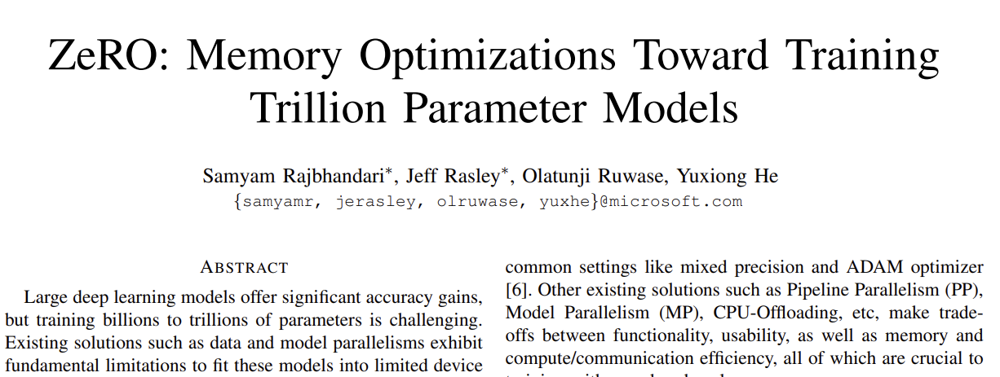 ZeRO: Memory Optimizations Toward Training
Trillion Parameter Models
Samyam Rajbhandari*, Jeff Rasley*, Olatunji Ruwase, Yuxiong He
{samyamr, jerasley, olruwase, yuxhe}@microsoft.com
ABSTRACT
Large deep learning models offer significant accuracy gains,
but training billions to trillions of parameters is challenging.
Existing solutions such as data and model parallelisms exhibit
fundamental limitations to fit these models into limited device
common settings like mixed precision and ADAM optimizer
[6]. Other existing solutions such as Pipeline Parallelism (PP),
Model Parallelism (MP), CPU-Offloading, etc, make trade-
offs between functionality, usability, as well as memory and
compute/communication efficiency, all of which are crucial to